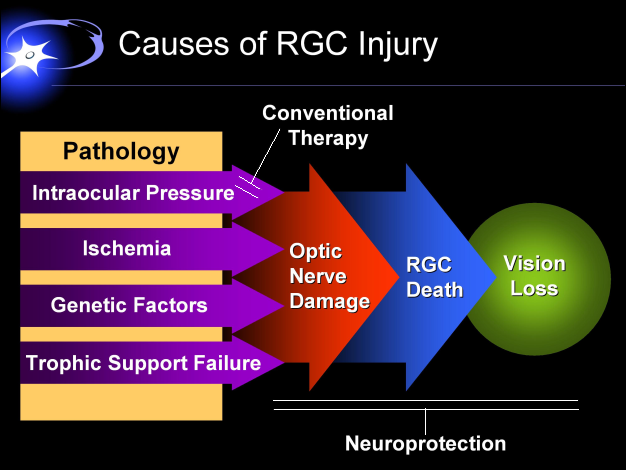 Causes of RGC Injury
Conventional
Therapy
Pathology
Intraocular Pressure
Ischemia
Genetic Factors
Trophic Support Failure
Optic
Nerve
Damage
RGC
Death
Vision
Loss
Neuroprotection